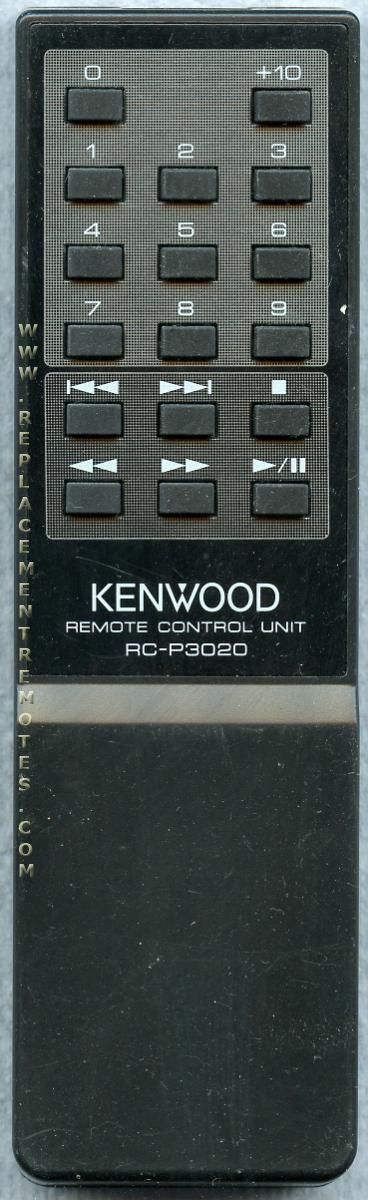 0 +10
1 2 3
4 5 6
7 8 9
KENWOOD
REMOTE CONTROL UNIT
RC-P3020
WWW.REPLACEMENTREMOTES.COM